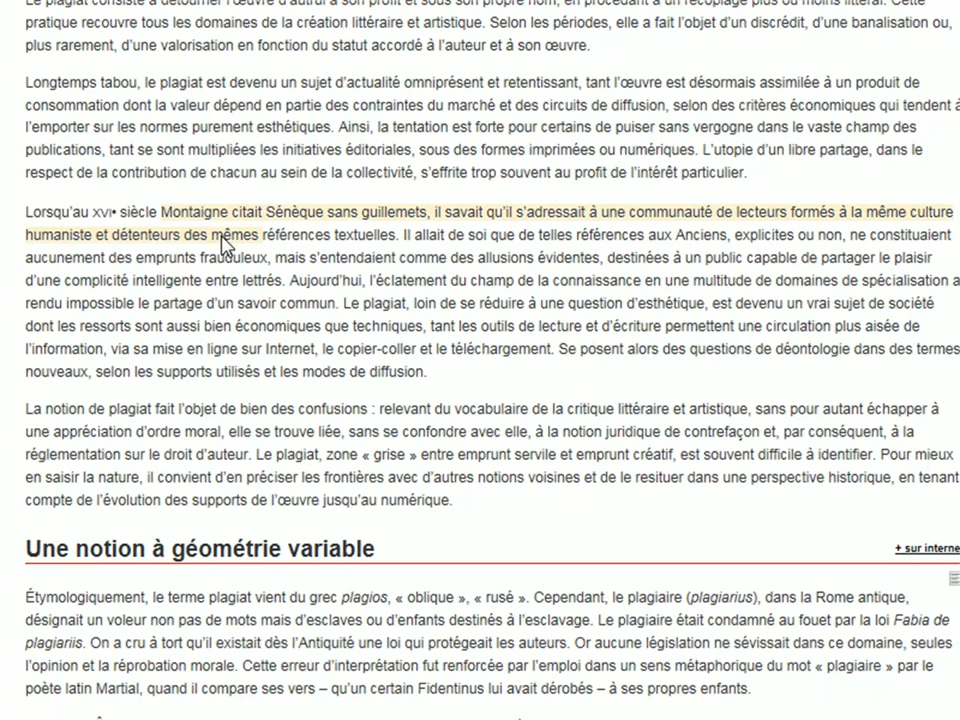 Le plagiat consiste à détourner l'œuvre d'autrui à son profit et sous son propre nom, en procédant à un recopiage plus ou moins littéral. Cette
pratique recouvre tous les domaines de la création littéraire et artistique. Selon les périodes, elle a fait l'objet d'un discrédit, d'une banalisation ou,
plus rarement, d'une valorisation en fonction du statut accordé à l'auteur et à son œuvre.
Longtemps tabou, le plagiat est devenu un sujet d'actualité omniprésent et retentissant, tant l'œuvre est désormais assimilée à un produit de
consommation dont la valeur dépend en partie des contraintes du marché et des circuits de diffusion, selon des critères économiques qui tendent à
l'emporter sur les normes purement esthétiques. Ainsi, la tentation est forte pour certains de puiser sans vergogne dans le vaste champ des
publications, tant se sont multipliées les initiatives éditoriales, sous des formes imprimées ou numériques. L'utopie d'un libre partage, dans le
respect de la contribution de chacun au sein de la collectivité, s'effrite trop souvent au profit de l'intérêt particulier.
Lorsqu'au XVIe siècle Montaigne citait Sénèque sans guillemets, il savait qu'il s'adressait à une communauté de lecteurs formés à la même culture
humaniste et détenteurs des mêmes références textuelles. Il allait de soi que de telles références aux Anciens, explicites ou non, ne constituaient
aucunement des emprunts frauduleux, mais s'entendaient comme des allusions évidentes, destinées à un public capable de partager le plaisir
d'une complicité intelligente entre lettrés. Aujourd'hui, l'éclatement du champ de la connaissance en une multitude de domaines de spécialisation a
rendu impossible le partage d'un savoir commun. Le plagiat, loin de se réduire à une question d'esthétique, est devenu un vrai sujet de société
dont les ressorts sont aussi bien économiques que techniques, tant les outils de lecture et d'écriture permettent une circulation plus aisée de
l'information, via sa mise en ligne sur Internet, le copier-coller et le téléchargement. Se posent alors des questions de déontologie dans des termes
nouveaux, selon les supports utilisés et les modes de diffusion.
La notion de plagiat fait l'objet de bien des confusions : relevant du vocabulaire de la critique littéraire et artistique, sans pour autant échapper à
une appréciation d'ordre moral, elle se trouve liée, sans se confondre avec elle, à la notion juridique de contrefaçon et, par conséquent, à la
réglementation sur le droit d'auteur. Le plagiat, zone « grise » entre emprunt servile et emprunt créatif, est souvent difficile à identifier. Pour mieux
en saisir la nature, il convient d'en préciser les frontières avec d'autres notions voisines et de le resituer dans une perspective historique, en tenant
compte de l'évolution des supports de l'œuvre jusqu'au numérique.
Une notion à géométrie variable
+ sur interne
Étymologiquement, le terme plagiat vient du grec plagios, « oblique », « rusé ». Cependant, le plagiaire (plagiarius), dans la Rome antique,
désignait un voleur non pas de mots mais d'esclaves ou d'enfants destinés à l'esclavage. Le plagiaire était condamné au fouet par la loi Fabia de
plagiariis. On a cru à tort qu'il existait dès l'Antiquité une loi qui protégeait les auteurs. Or aucune législation ne sévissait dans ce domaine, seules
l'opinion et la réprobation morale. Cette erreur d'interprétation fut renforcée par l'emploi dans un sens métaphorique du mot « plagiaire » par le
poète latin Martial, quand il compare ses vers – qu'un certain Fidentinus lui avait dérobés – à ses propres enfants.